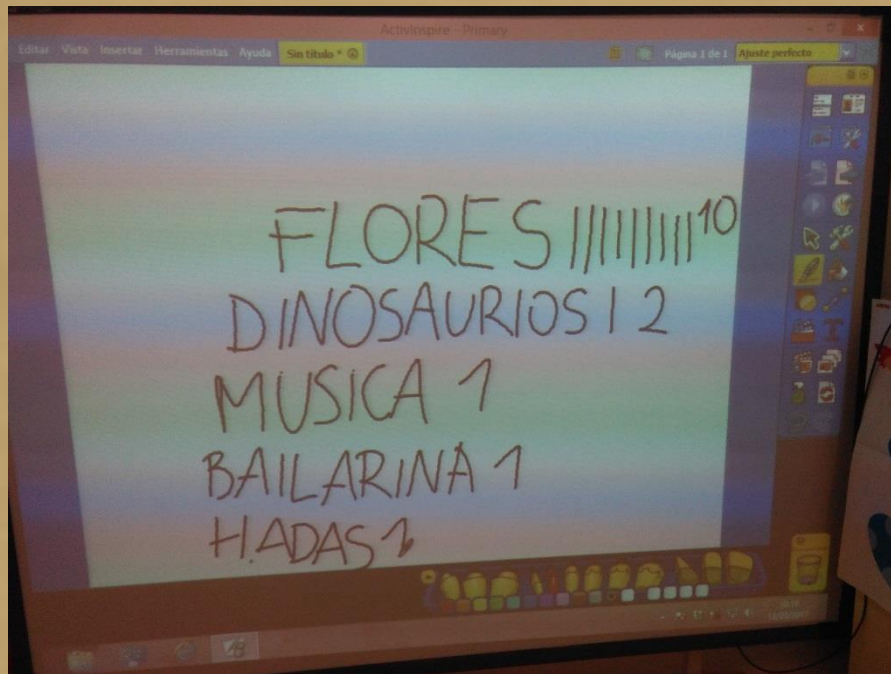 ActivInspire - Primary
Editar Vista Insertar Herramientas Ayuda Sin título * Página 1 de 1 Ajuste perfecto
FLORES |||||||||| 10
DINOSAURIOS | 2
MUSICA 1
BAILARINA 1
HADAS 1